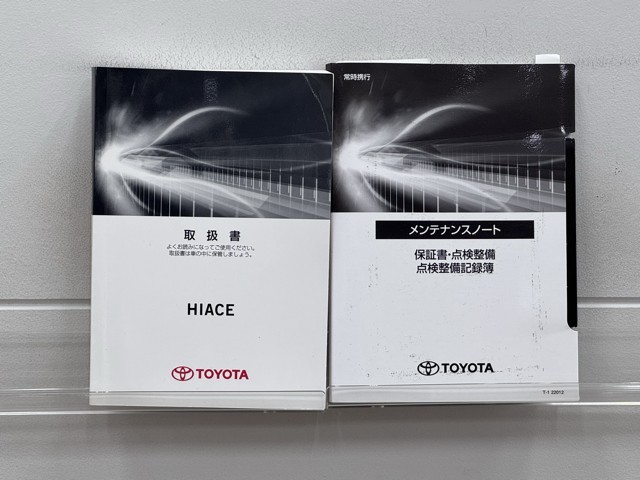 取扱書
よくお読みになってご使用ください。
取扱書は車の中に保管しましょう。
HIACE
TOYOTA
常時携行
メンテナンスノート
保証書・点検整備
点検整備記録簿
TOYOTA